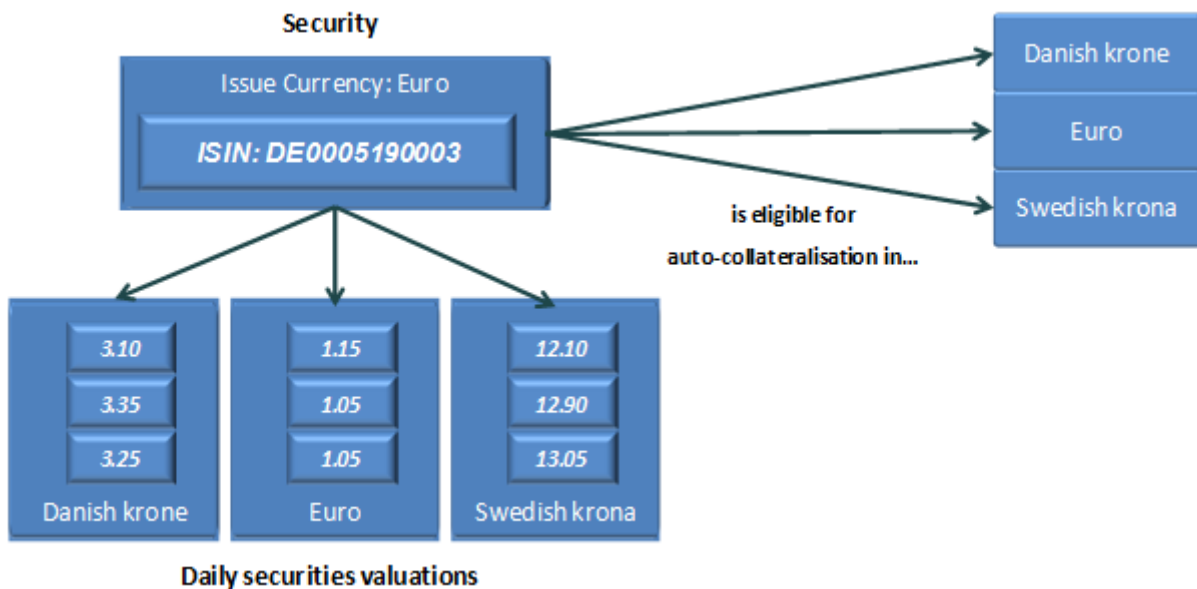 Security
Issue Currency: Euro
ISIN: DE0005190003
Danish krone
Euro
Swedish krona
is eligible for
auto-collateralisation in...
3.10
3.35
3.25
Danish krone
1.15
1.05
1.05
Euro
12.10
12.90
13.05
Swedish krona
Daily securities valuations